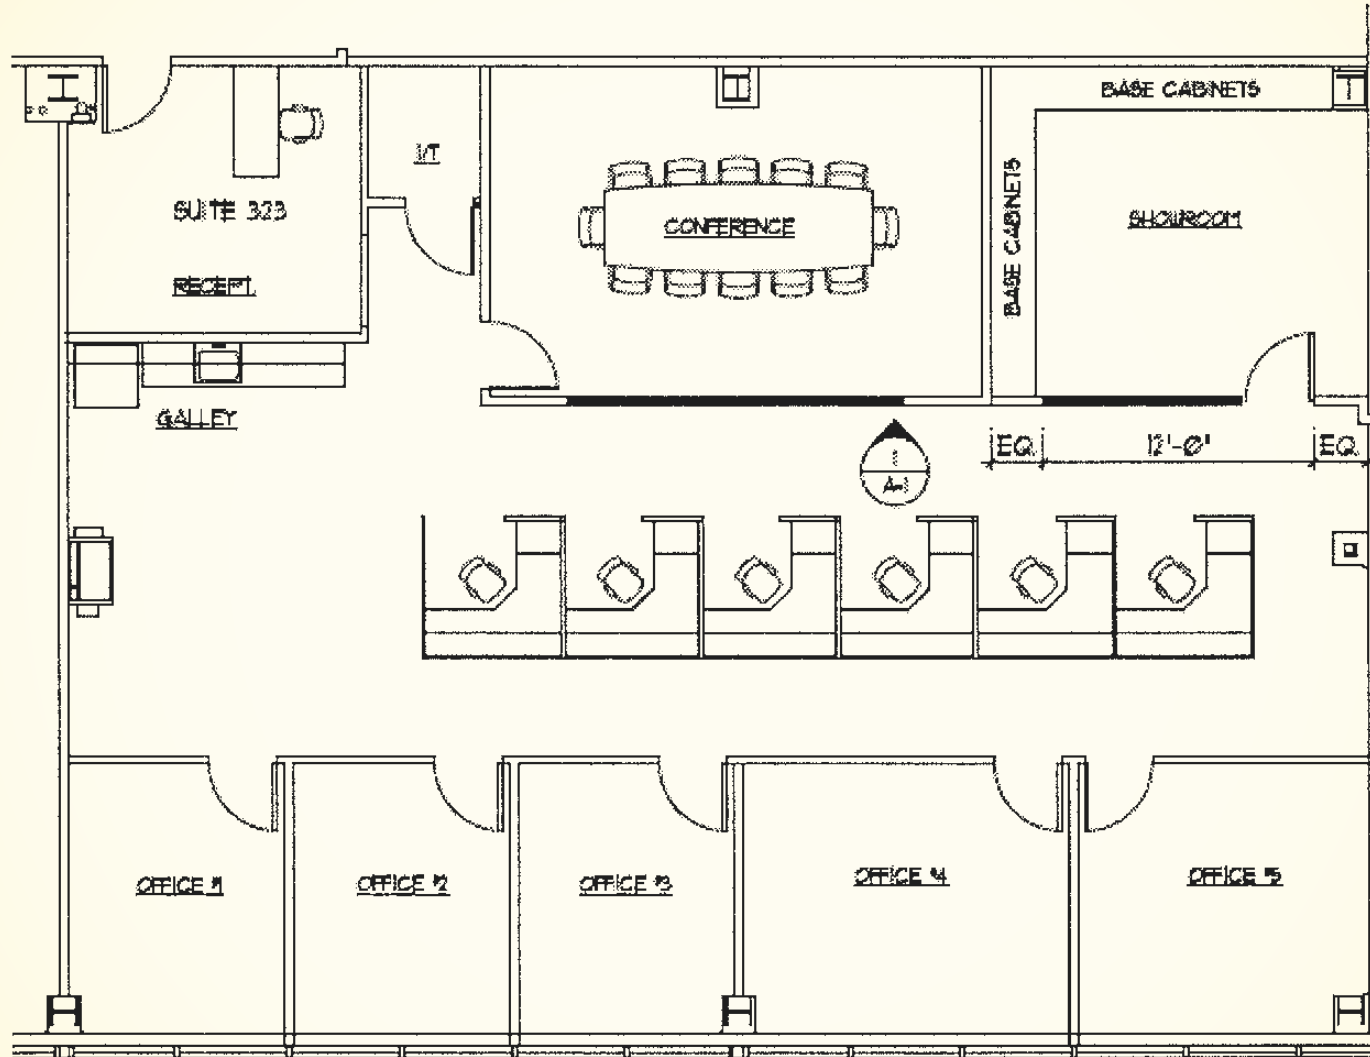 BASE CABINETS
I/T
SUITE 323
CONFERENCE
BASE CABINETS
SHOWROOM
RECEPT.
GALLEY
EQ.
12'-0"
EQ.
1
A-1
OFFICE #1
OFFICE #2
OFFICE #3
OFFICE #4
OFFICE #5